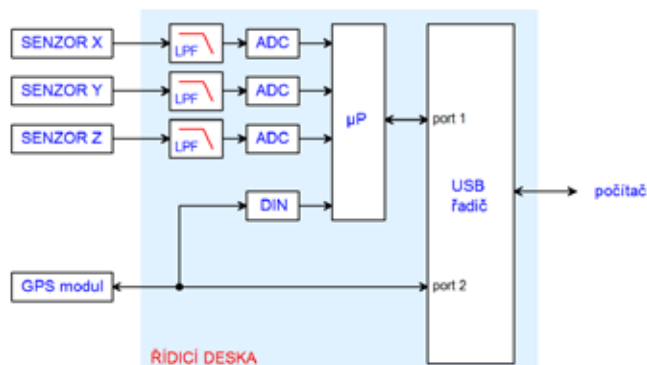 SENZOR X
LPF
ADC
SENZOR Y
LPF
ADC
µP
port 1
SENZOR Z
LPF
ADC
USB
řadič
počítač
DIN
GPS modul
port 2
ŘÍDICÍ DESKA